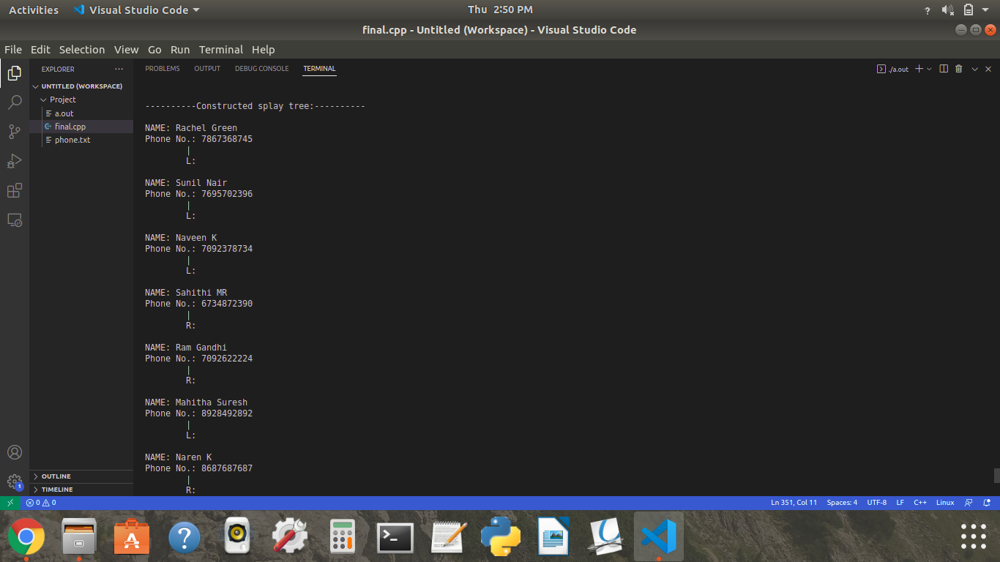 Activities Visual Studio Code Thu 2:50 PM ?
final.cpp - Untitled (Workspace) - Visual Studio Code
File Edit Selection View Go Run Terminal Help
EXPLORER ... PROBLEMS OUTPUT DEBUG CONSOLE TERMINAL ./a.out
UNTITLED (WORKSPACE)
Project
a.out
final.cpp
phone.txt
----------Constructed splay tree:----------
NAME: Rachel Green
Phone No.: 7867368745
|
L:
NAME: Sunil Nair
Phone No.: 7695702396
|
L:
NAME: Naveen K
Phone No.: 7092378734
|
L:
NAME: Sahithi MR
Phone No.: 6734872390
|
R:
NAME: Ram Gandhi
Phone No.: 7092622224
|
R:
NAME: Mahitha Suresh
Phone No.: 8928492892
|
L:
NAME: Naren K
Phone No.: 8687687687
|
R:
1
OUTLINE
TIMELINE
0 0 Ln 351, Col 11 Spaces: 4 UTF-8 LF C++ Linux
A ? >_